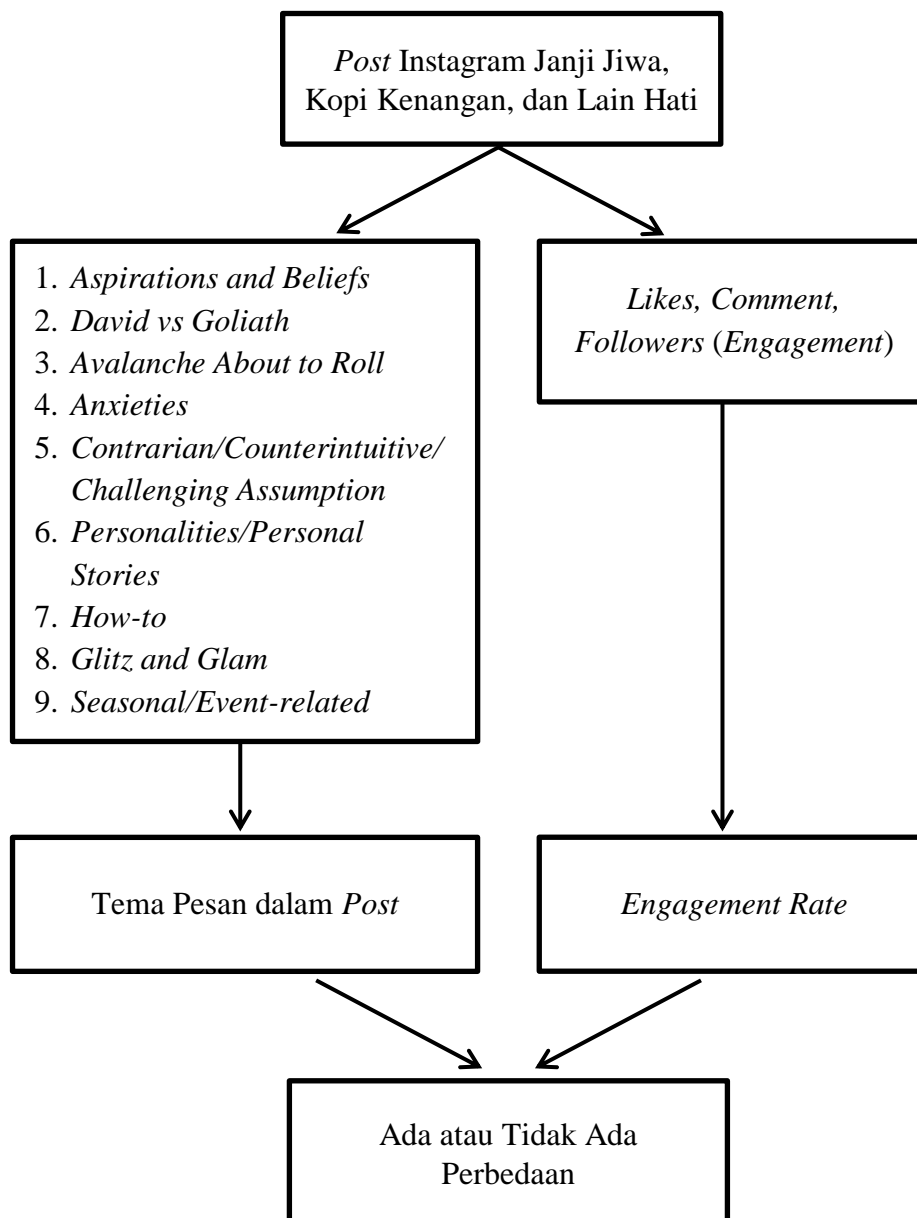 Post Instagram Janji Jiwa,
Kopi Kenangan, dan Lain Hati
1. Aspirations and Beliefs
2. David vs Goliath
3. Avalanche About to Roll
4. Anxieties
5. Contrarian/Counterintuitive/
Challenging Assumption
6. Personalities/Personal
Stories
7. How-to
8. Glitz and Glam
9. Seasonal/Event-related
Likes, Comment,
Followers (Engagement)
Tema Pesan dalam Post
Engagement Rate
Ada atau Tidak Ada
Perbedaan